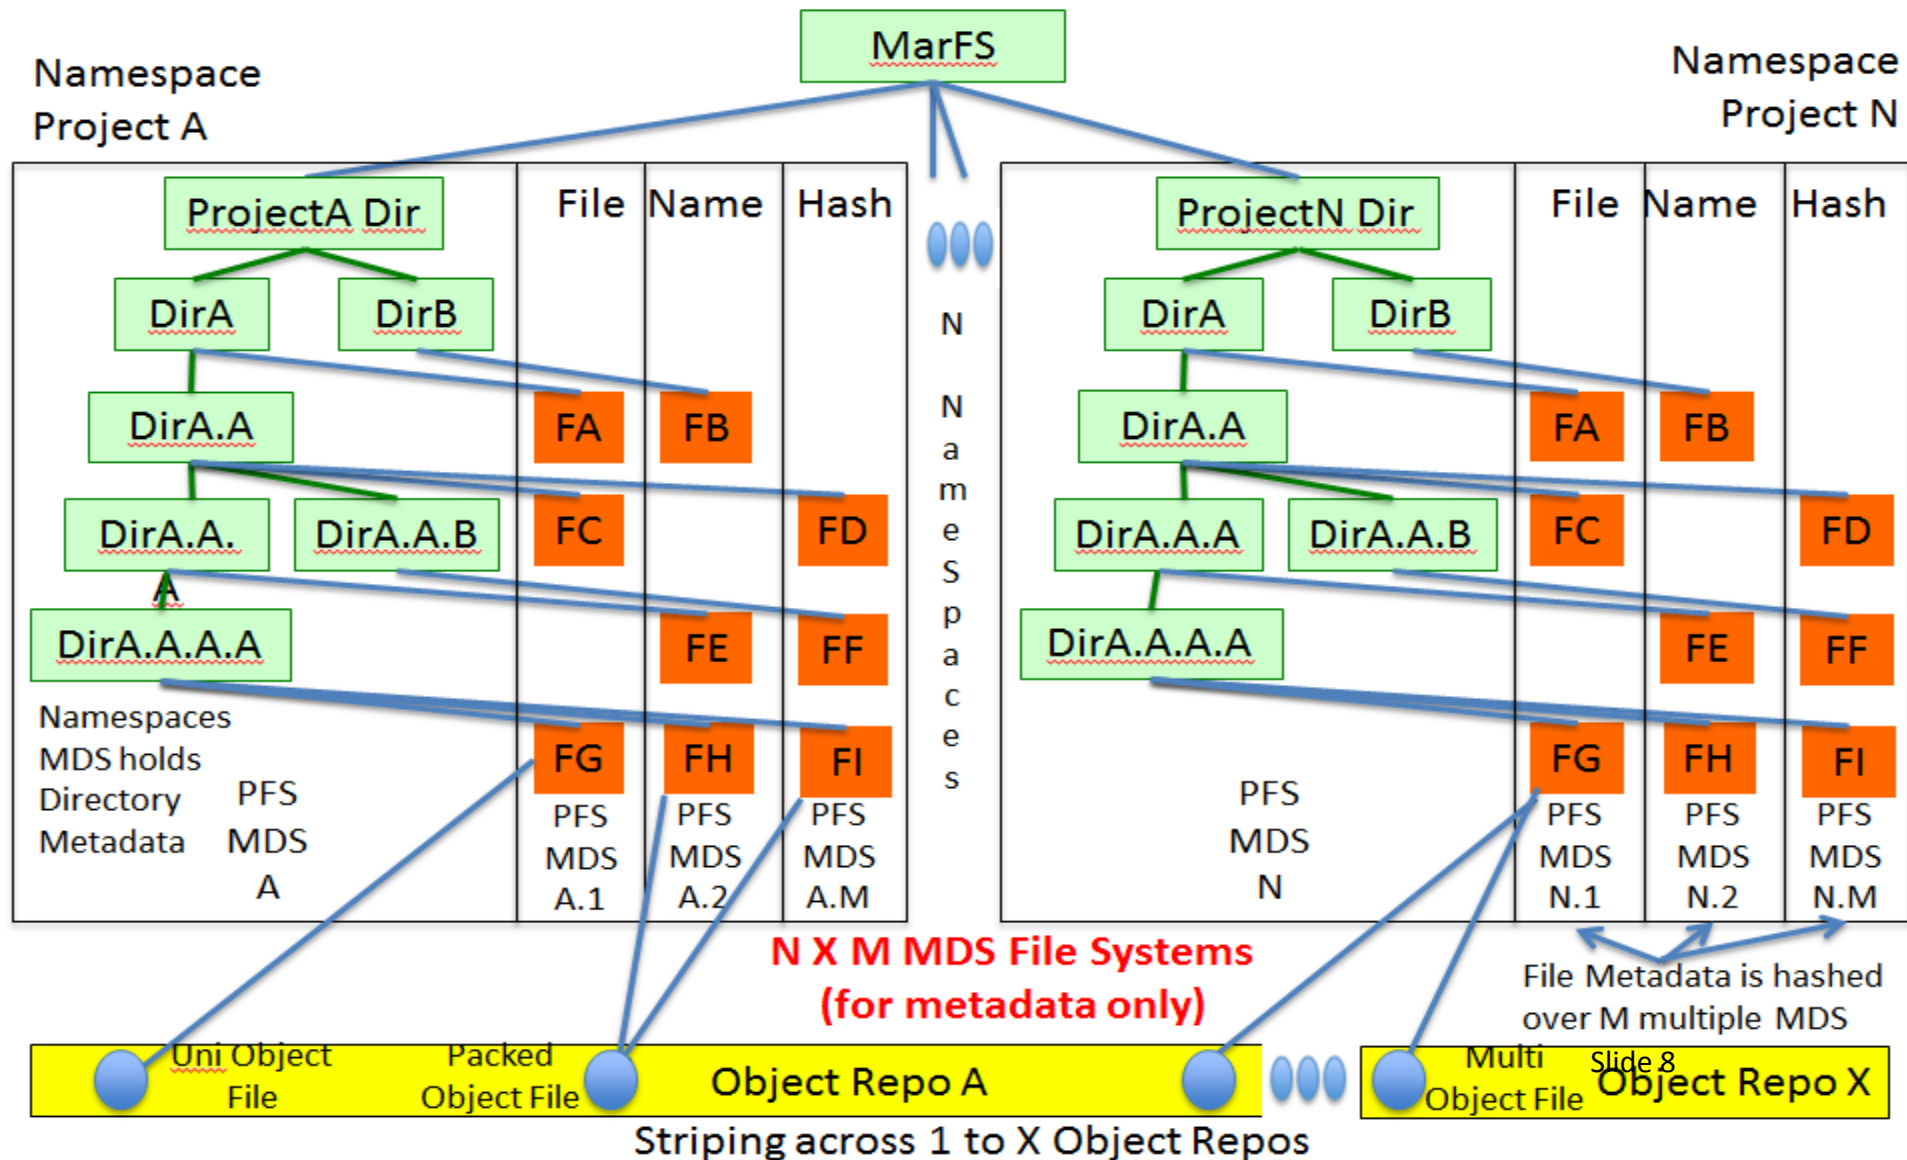 MarFS
Namespace
Project A
Namespace
Project N
ProjectA Dir
File Name Hash
DirA
DirB
DirA.A
FA
FB
DirA.A.
A
DirA.A.B
FC
FD
DirA.A.A.A
FE
FF
FG
FH
FI
Namespaces
MDS holds
Directory
Metadata
PFS
MDS
A
PFS
MDS
A.1
PFS
MDS
A.2
PFS
MDS
A.M
N
NameSpaces
ProjectN Dir
File Name Hash
DirA
DirB
DirA.A
FA
FB
DirA.A.A
DirA.A.B
FC
FD
DirA.A.A.A
FE
FF
FG
FH
FI
PFS
MDS
N
PFS
MDS
N.1
PFS
MDS
N.2
PFS
MDS
N.M
N X M MDS File Systems
(for metadata only)
File Metadata is hashed
over M multiple MDS
Uni Object
File
Packed
Object File
Object Repo A
Multi
Object File
Slide 8
Object Repo X
Striping across 1 to X Object Repos